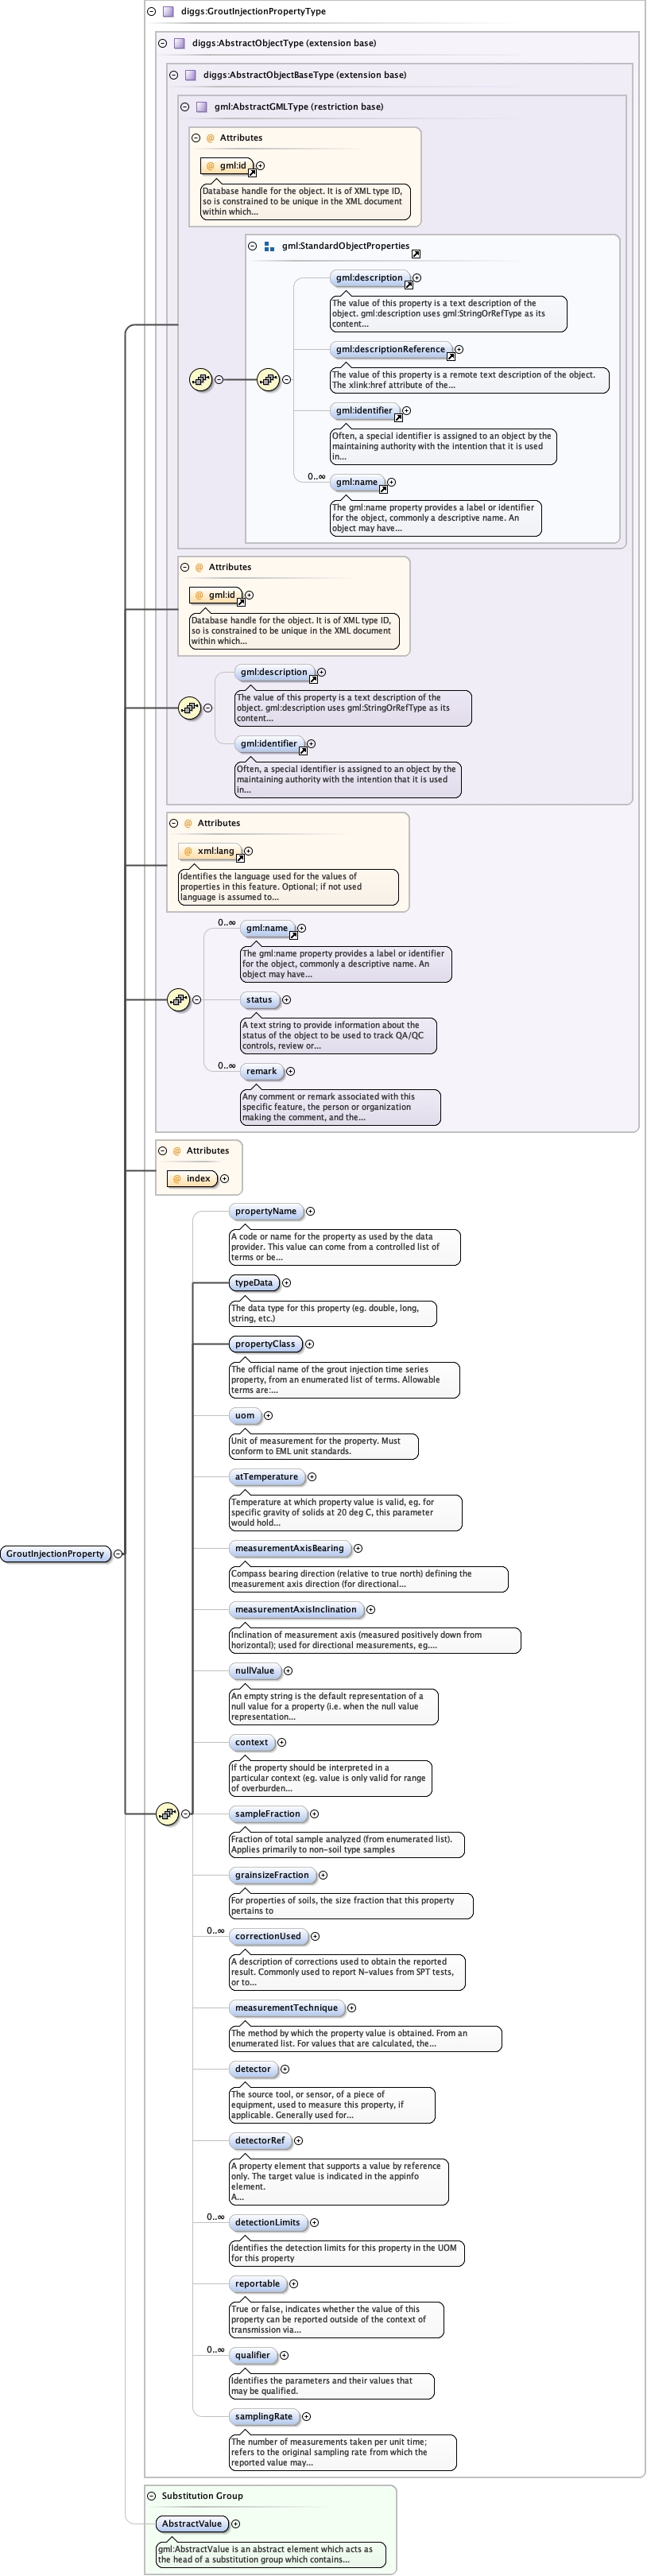 diggs:GroutInjectionPropertyType
diggs:AbstractObjectType (extension base)
diggs:AbstractObjectBaseType (extension base)
gml:AbstractGMLType (restriction base)
@ Attributes
@ gml:id
Database handle for the object. It is of XML type ID,
so is constrained to be unique in the XML document
within which...
gml:StandardObjectProperties
gml:description
The value of this property is a text description of the
object. gml:description uses gml:StringOrRefType as its
content...
gml:descriptionReference
The value of this property is a remote text description of the object.
The xlink:href attribute of the...
gml:identifier
Often, a special identifier is assigned to an object by the
maintaining authority with the intention that it is used
in...
0..∞
gml:name
The gml:name property provides a label or identifier
for the object, commonly a descriptive name. An
object may have...
@ Attributes
@ gml:id
Database handle for the object. It is of XML type ID,
so is constrained to be unique in the XML document
within which...
gml:description
The value of this property is a text description of the
object. gml:description uses gml:StringOrRefType as its
content...
gml:identifier
Often, a special identifier is assigned to an object by the
maintaining authority with the intention that it is used
in...
@ Attributes
@ xml:lang
Identifies the language used for the values of
properties in this feature. Optional; if not used
language is assumed to...
0..∞
gml:name
The gml:name property provides a label or identifier
for the object, commonly a descriptive name. An
object may have...
status
A text string to provide information about the
status of the object to be used to track QA/QC
controls, review or...
0..∞
remark
Any comment or remark associated with this
specific feature, the person or organization
making the comment, and the...
@ Attributes
@ index
propertyName
A code or name for the property as used by the data
provider. This value can come from a controlled list of
terms or be...
typeData
The data type for this property (eg. double, long,
string, etc.)
propertyClass
The official name of the grout injection time series
property, from an enumerated list of terms. Allowable
terms are:...
uom
Unit of measurement for the property. Must
conform to EML unit standards.
atTemperature
Temperature at which property value is valid, eg. for
specific gravity of solids at 20 deg C, this parameter
would hold...
measurementAxisBearing
Compass bearing direction (relative to true north) defining the
measurement axis direction (for directional...
GroutInjectionProperty
measurementAxisInclination
Inclination of measurement axis (measured positively down from
horizontal); used for directional measurements, eg....
nullValue
An empty string is the default representation of a
null value for a property (i.e. when the null value
representation...
context
If the property should be interpreted in a
particular context (eg. value is only valid for range
of overburden...
sampleFraction
Fraction of total sample analyzed (from enumerated list).
Applies primarily to non-soil type samples
grainsizeFraction
For properties of soils, the size fraction that this property
pertains to
0..∞
correctionUsed
A description of corrections used to obtain the reported
result. Commonly used to report N-values from SPT tests,
or to...
measurementTechnique
The method by which the property value is obtained. From an
enumerated list. For values that are calculated, the...
detector
The source tool, or sensor, of a piece of
equipment, used to measure this property, if
applicable. Generally used for...
detectorRef
A property element that supports a value by reference
only. The target value is indicated in the appinfo
element.
A...
0..∞
detectionLimits
Identifies the detection limits for this property in the UOM
for this property
reportable
True or false, indicates whether the value of this
property can be reported outside of the context of
transmission via...
0..∞
qualifier
Identifies the parameters and their values that
may be qualified.
samplingRate
The number of measurements taken per unit time;
refers to the original sampling rate from which the
reported value may...
Substitution Group
AbstractValue
gml:AbstractValue is an abstract element which acts as
the head of a substitution group which contains...